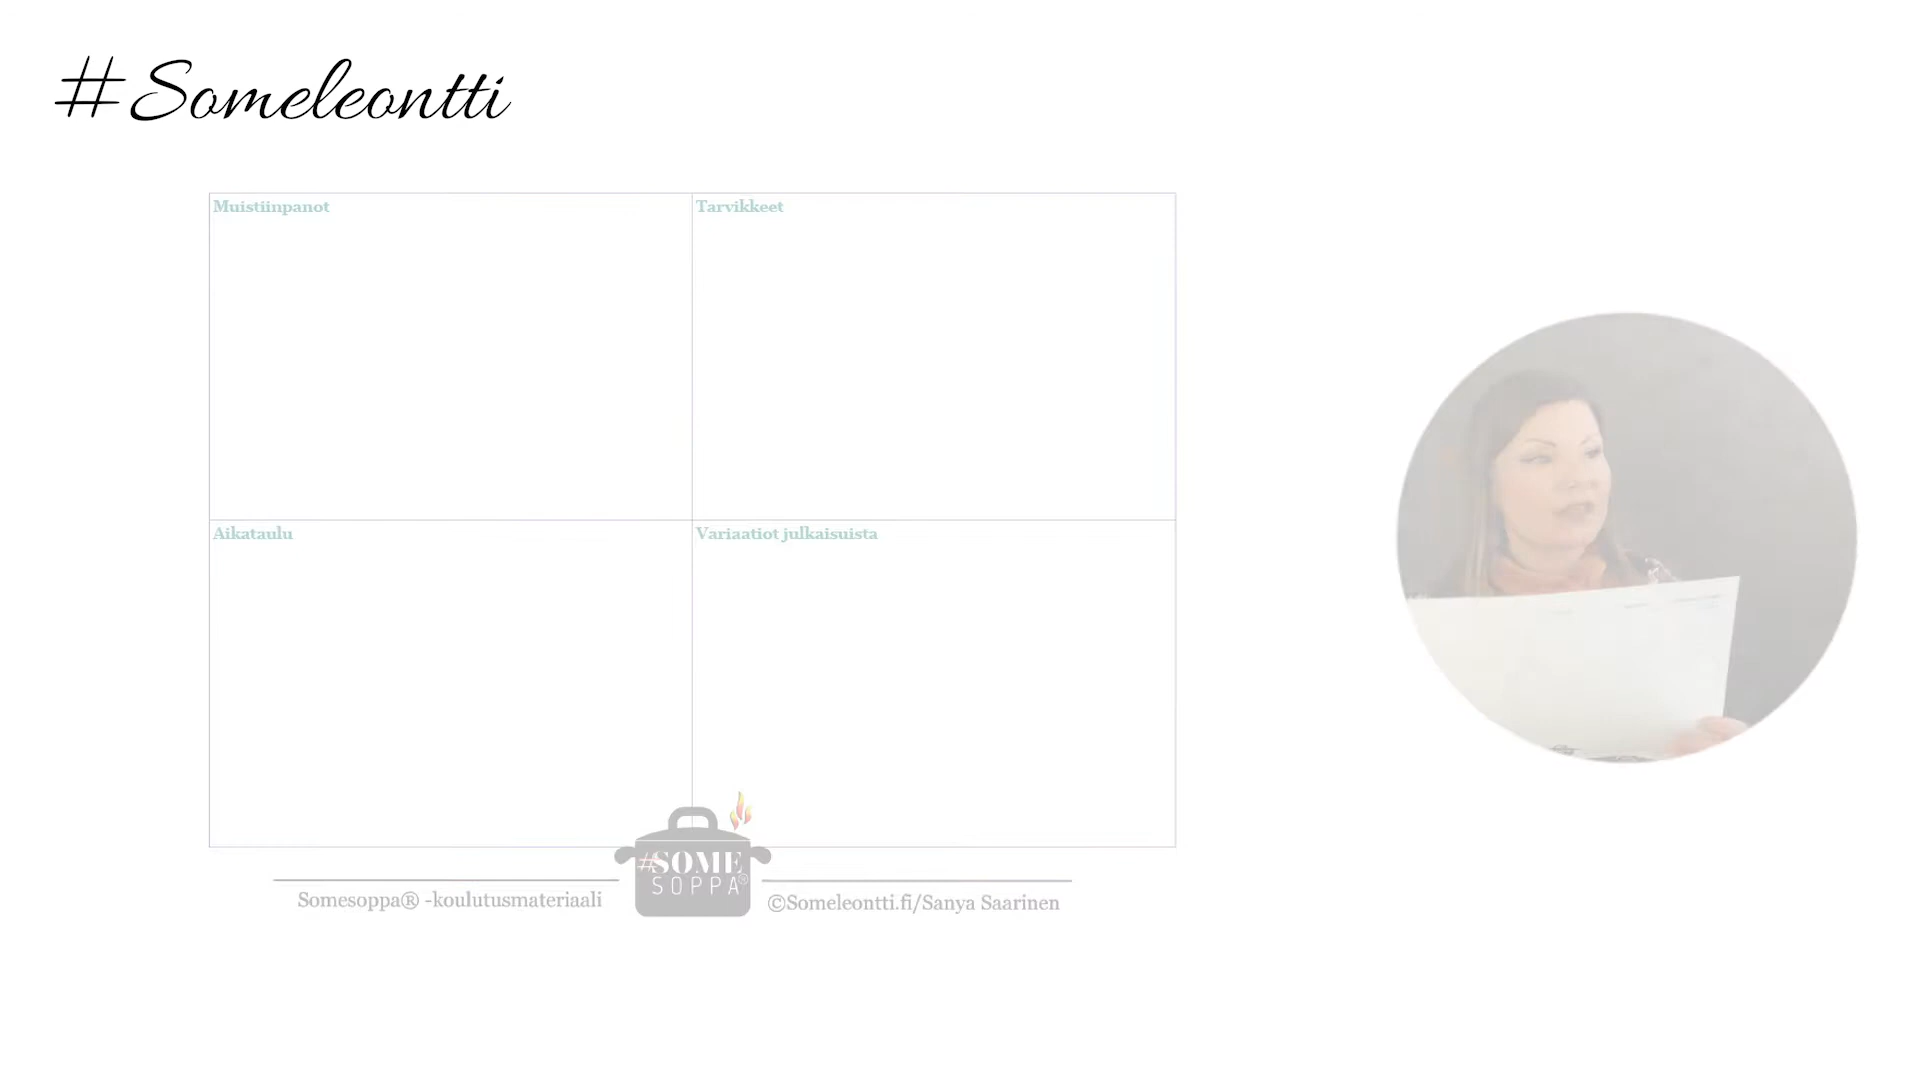 #Someleontti
Muistiinpanot
Tarvikkeet
Aikataulu
Variaatiot julkaisuista
#SOME
SOPPA®
Somesoppa® -koulutusmateriaali
©Someleontti.fi/Sanya Saarinen